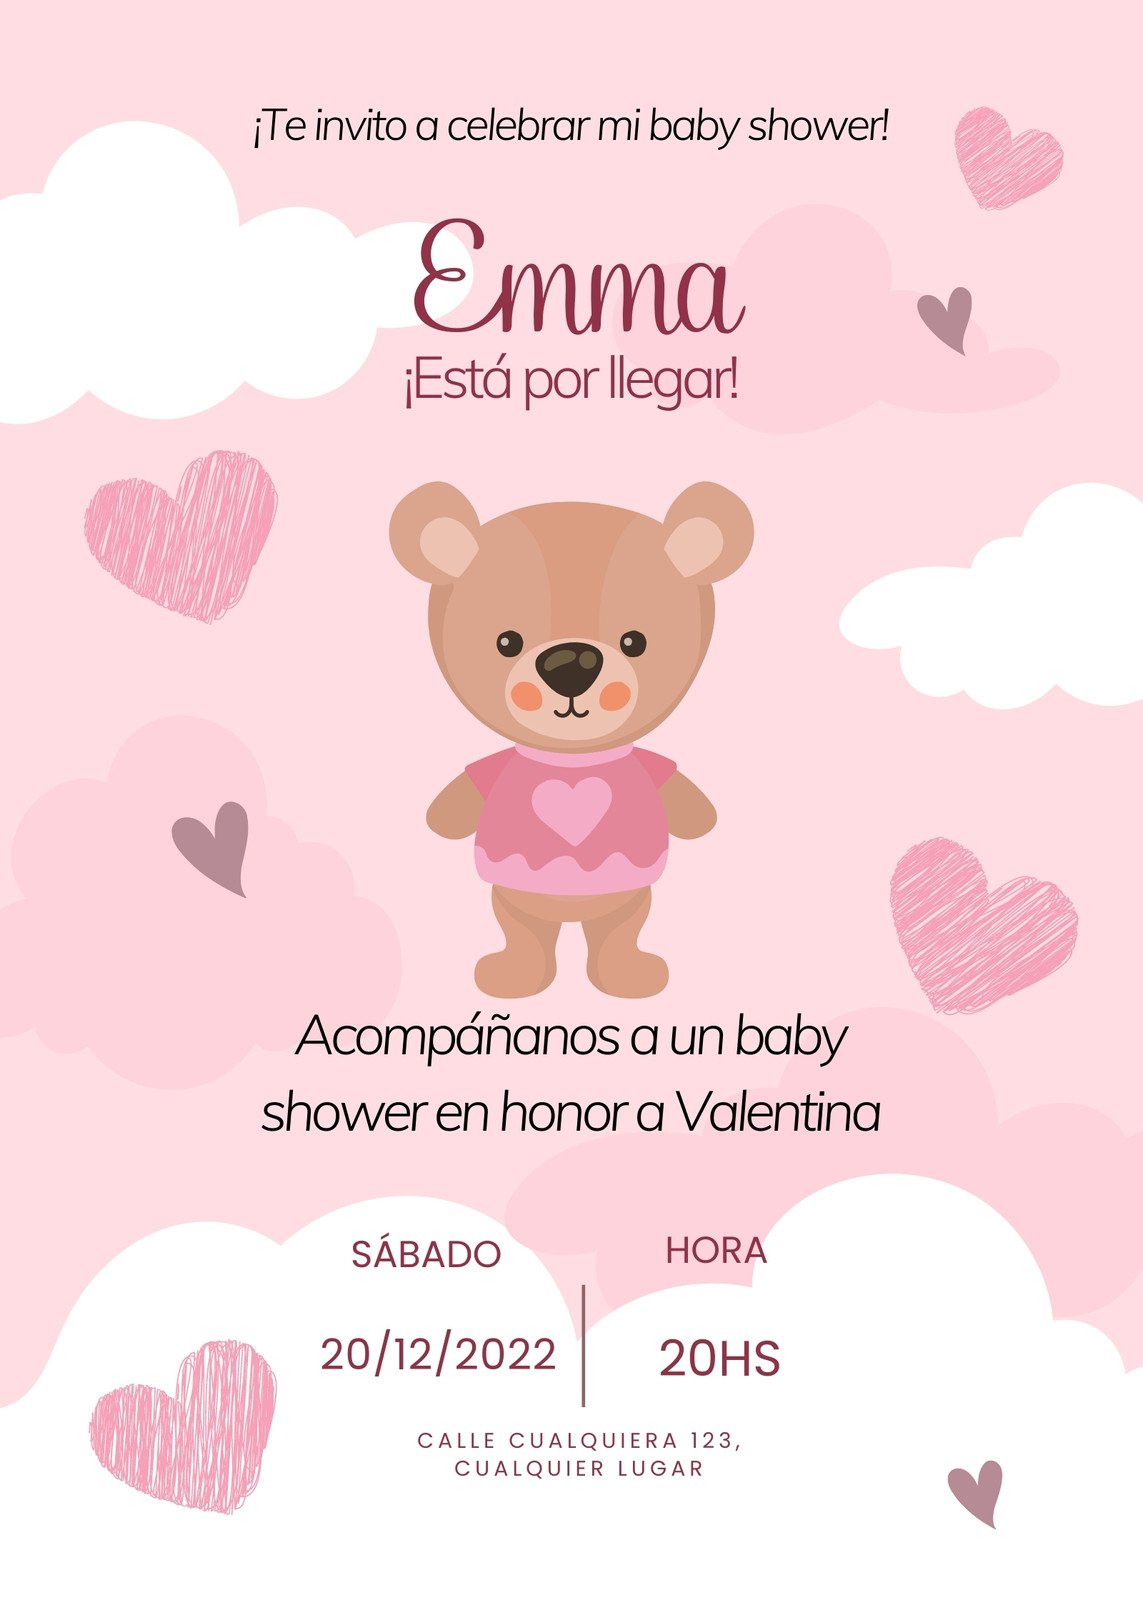 ¡Te invito a celebrar mi baby shower!
Emma
¡Está por llegar!
Acompáñanos a un baby
shower en honor a Valentina
SÁBADO
20/12/2022
HORA
20HS
CALLE CUALQUIERA 123,
CUALQUIER LUGAR